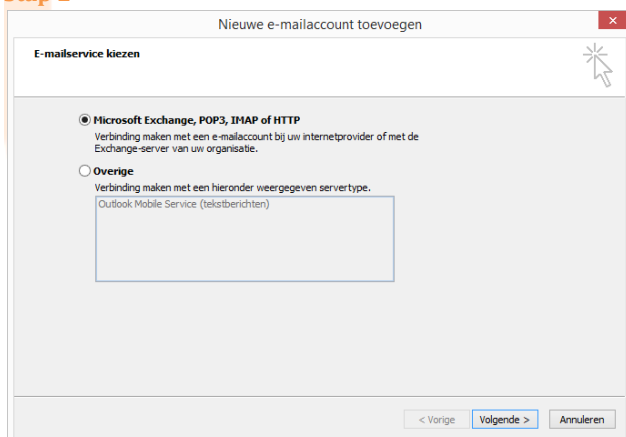 Nieuwe e-mailaccount toevoegen
E-mailservice kiezen
Microsoft Exchange, POP3, IMAP of HTTP
Verbinding maken met een e-mailaccount bij uw internetprovider of met de
Exchange-server van uw organisatie.
Overige
Verbinding maken met een hieronder weergegeven servertype.
Outlook Mobile Service (tekstberichten)
< Vorige
Volgende >
Annuleren